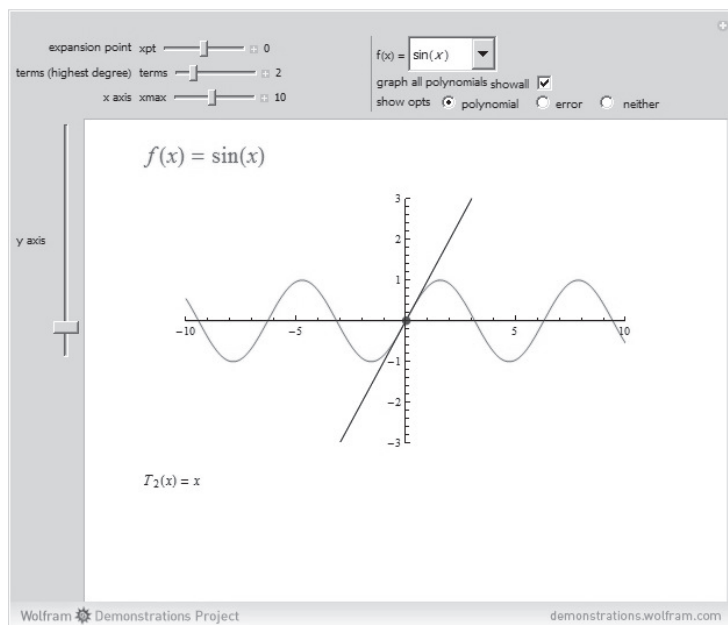 expansion point xpt 0
terms (highest degree) terms 2
x axis xmax 10
f(x) = sin(x)
graph all polynomials showall
show opts polynomial error neither
y axis
f(x) = sin(x)
3
2
1
-10 -5 5 10
-1
-2
-3
T₂(x) = x
Wolfram Demonstrations Project demonstrations.wolfram.com